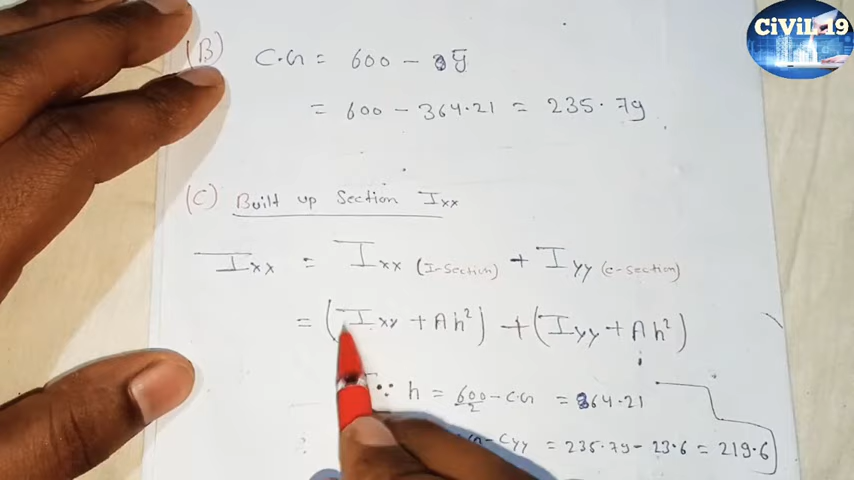 CiViL 19
(B) C.G = 600 - ȳ
= 600 - 364.21 = 235.79
(C) Built up Section Ixx
Ixx = Ixx (I-Section) + Iyy (C-Section)
= (Ixx + Ah²) + (Iyy + Ah²)
∵ h = 600/2 - C.G = 364.21
- Cyy = 235.79 - 23.6 = 219.6